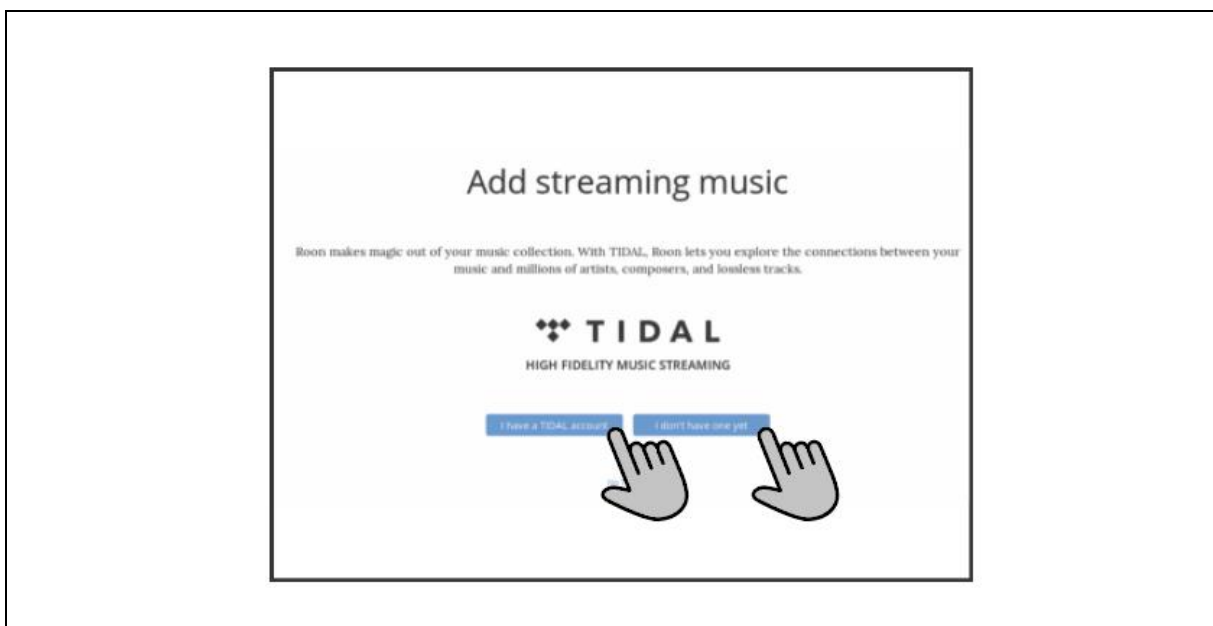 Add streaming music
Roon makes magic out of your music collection. With TIDAL, Roon lets you explore the connections between your
music and millions of artists, composers, and lossless tracks.
TIDAL
HIGH FIDELITY MUSIC STREAMING
I have a TIDAL account I don't have one yet